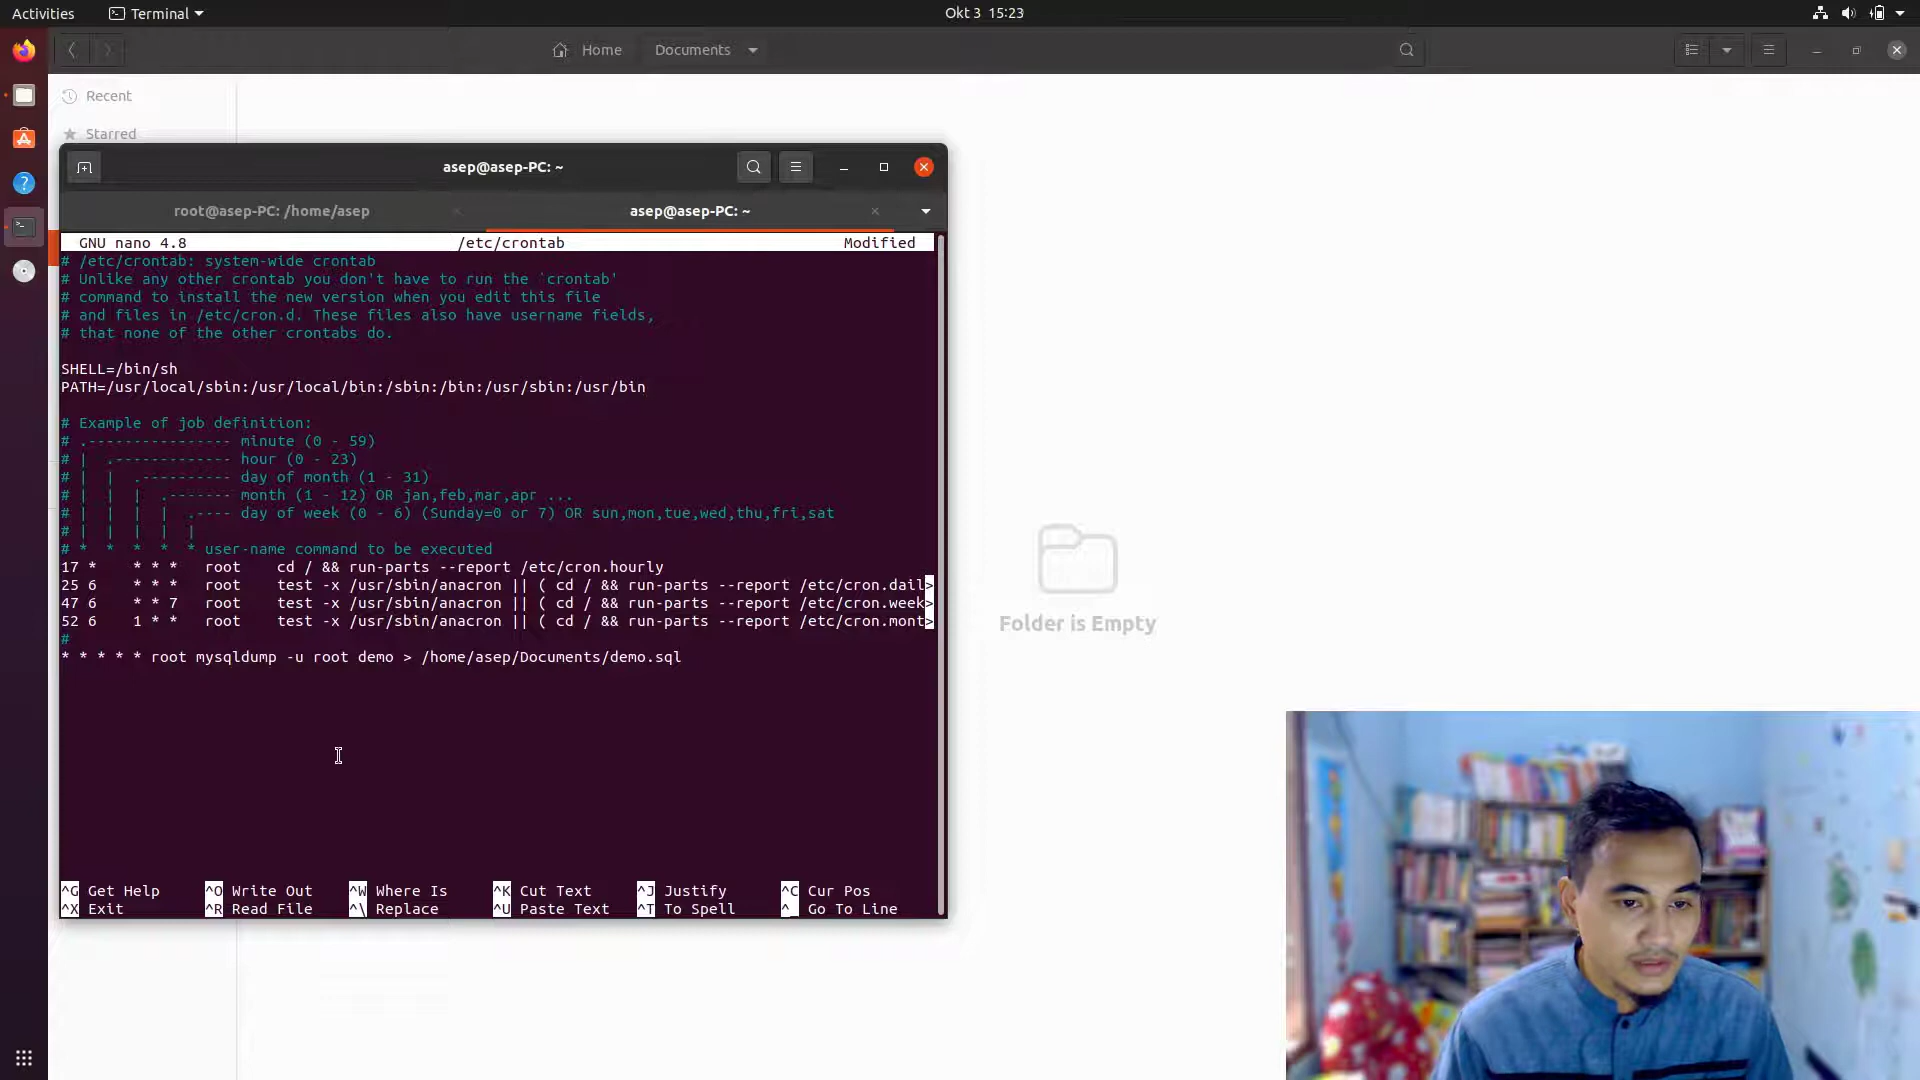 Activities
Terminal
Okt 3 15:23
Home
Documents
Recent
Starred
asep@asep-PC: ~
root@asep-PC: /home/asep
asep@asep-PC: ~
GNU nano 4.8 /etc/crontab Modified
# /etc/crontab: system-wide crontab
# Unlike any other crontab you don't have to run the `crontab'
# command to install the new version when you edit this file
# and files in /etc/cron.d. These files also have username fields,
# that none of the other crontabs do.
SHELL=/bin/sh
PATH=/usr/local/sbin:/usr/local/bin:/sbin:/bin:/usr/sbin:/usr/bin
# Example of job definition:
# .---------------- minute (0 - 59)
# |  .------------- hour (0 - 23)
# |  |  .---------- day of month (1 - 31)
# |  |  |  .------- month (1 - 12) OR jan,feb,mar,apr ...
# |  |  |  |  .---- day of week (0 - 6) (Sunday=0 or 7) OR sun,mon,tue,wed,thu,fri,sat
# |  |  |  |  |
# *  *  *  *  * user-name command to be executed
17 *    * * *   root    cd / && run-parts --report /etc/cron.hourly
25 6    * * *   root    test -x /usr/sbin/anacron || ( cd / && run-parts --report /etc/cron.dail>
47 6    * * 7   root    test -x /usr/sbin/anacron || ( cd / && run-parts --report /etc/cron.week>
52 6    1 * *   root    test -x /usr/sbin/anacron || ( cd / && run-parts --report /etc/cron.mont>
#
* * * * * root mysqldump -u root demo > /home/asep/Documents/demo.sql
^G Get Help ^O Write Out ^W Where Is ^K Cut Text ^J Justify ^C Cur Pos
^X Exit ^R Read File ^\ Replace ^U Paste Text ^T To Spell ^_ Go To Line
Folder is Empty